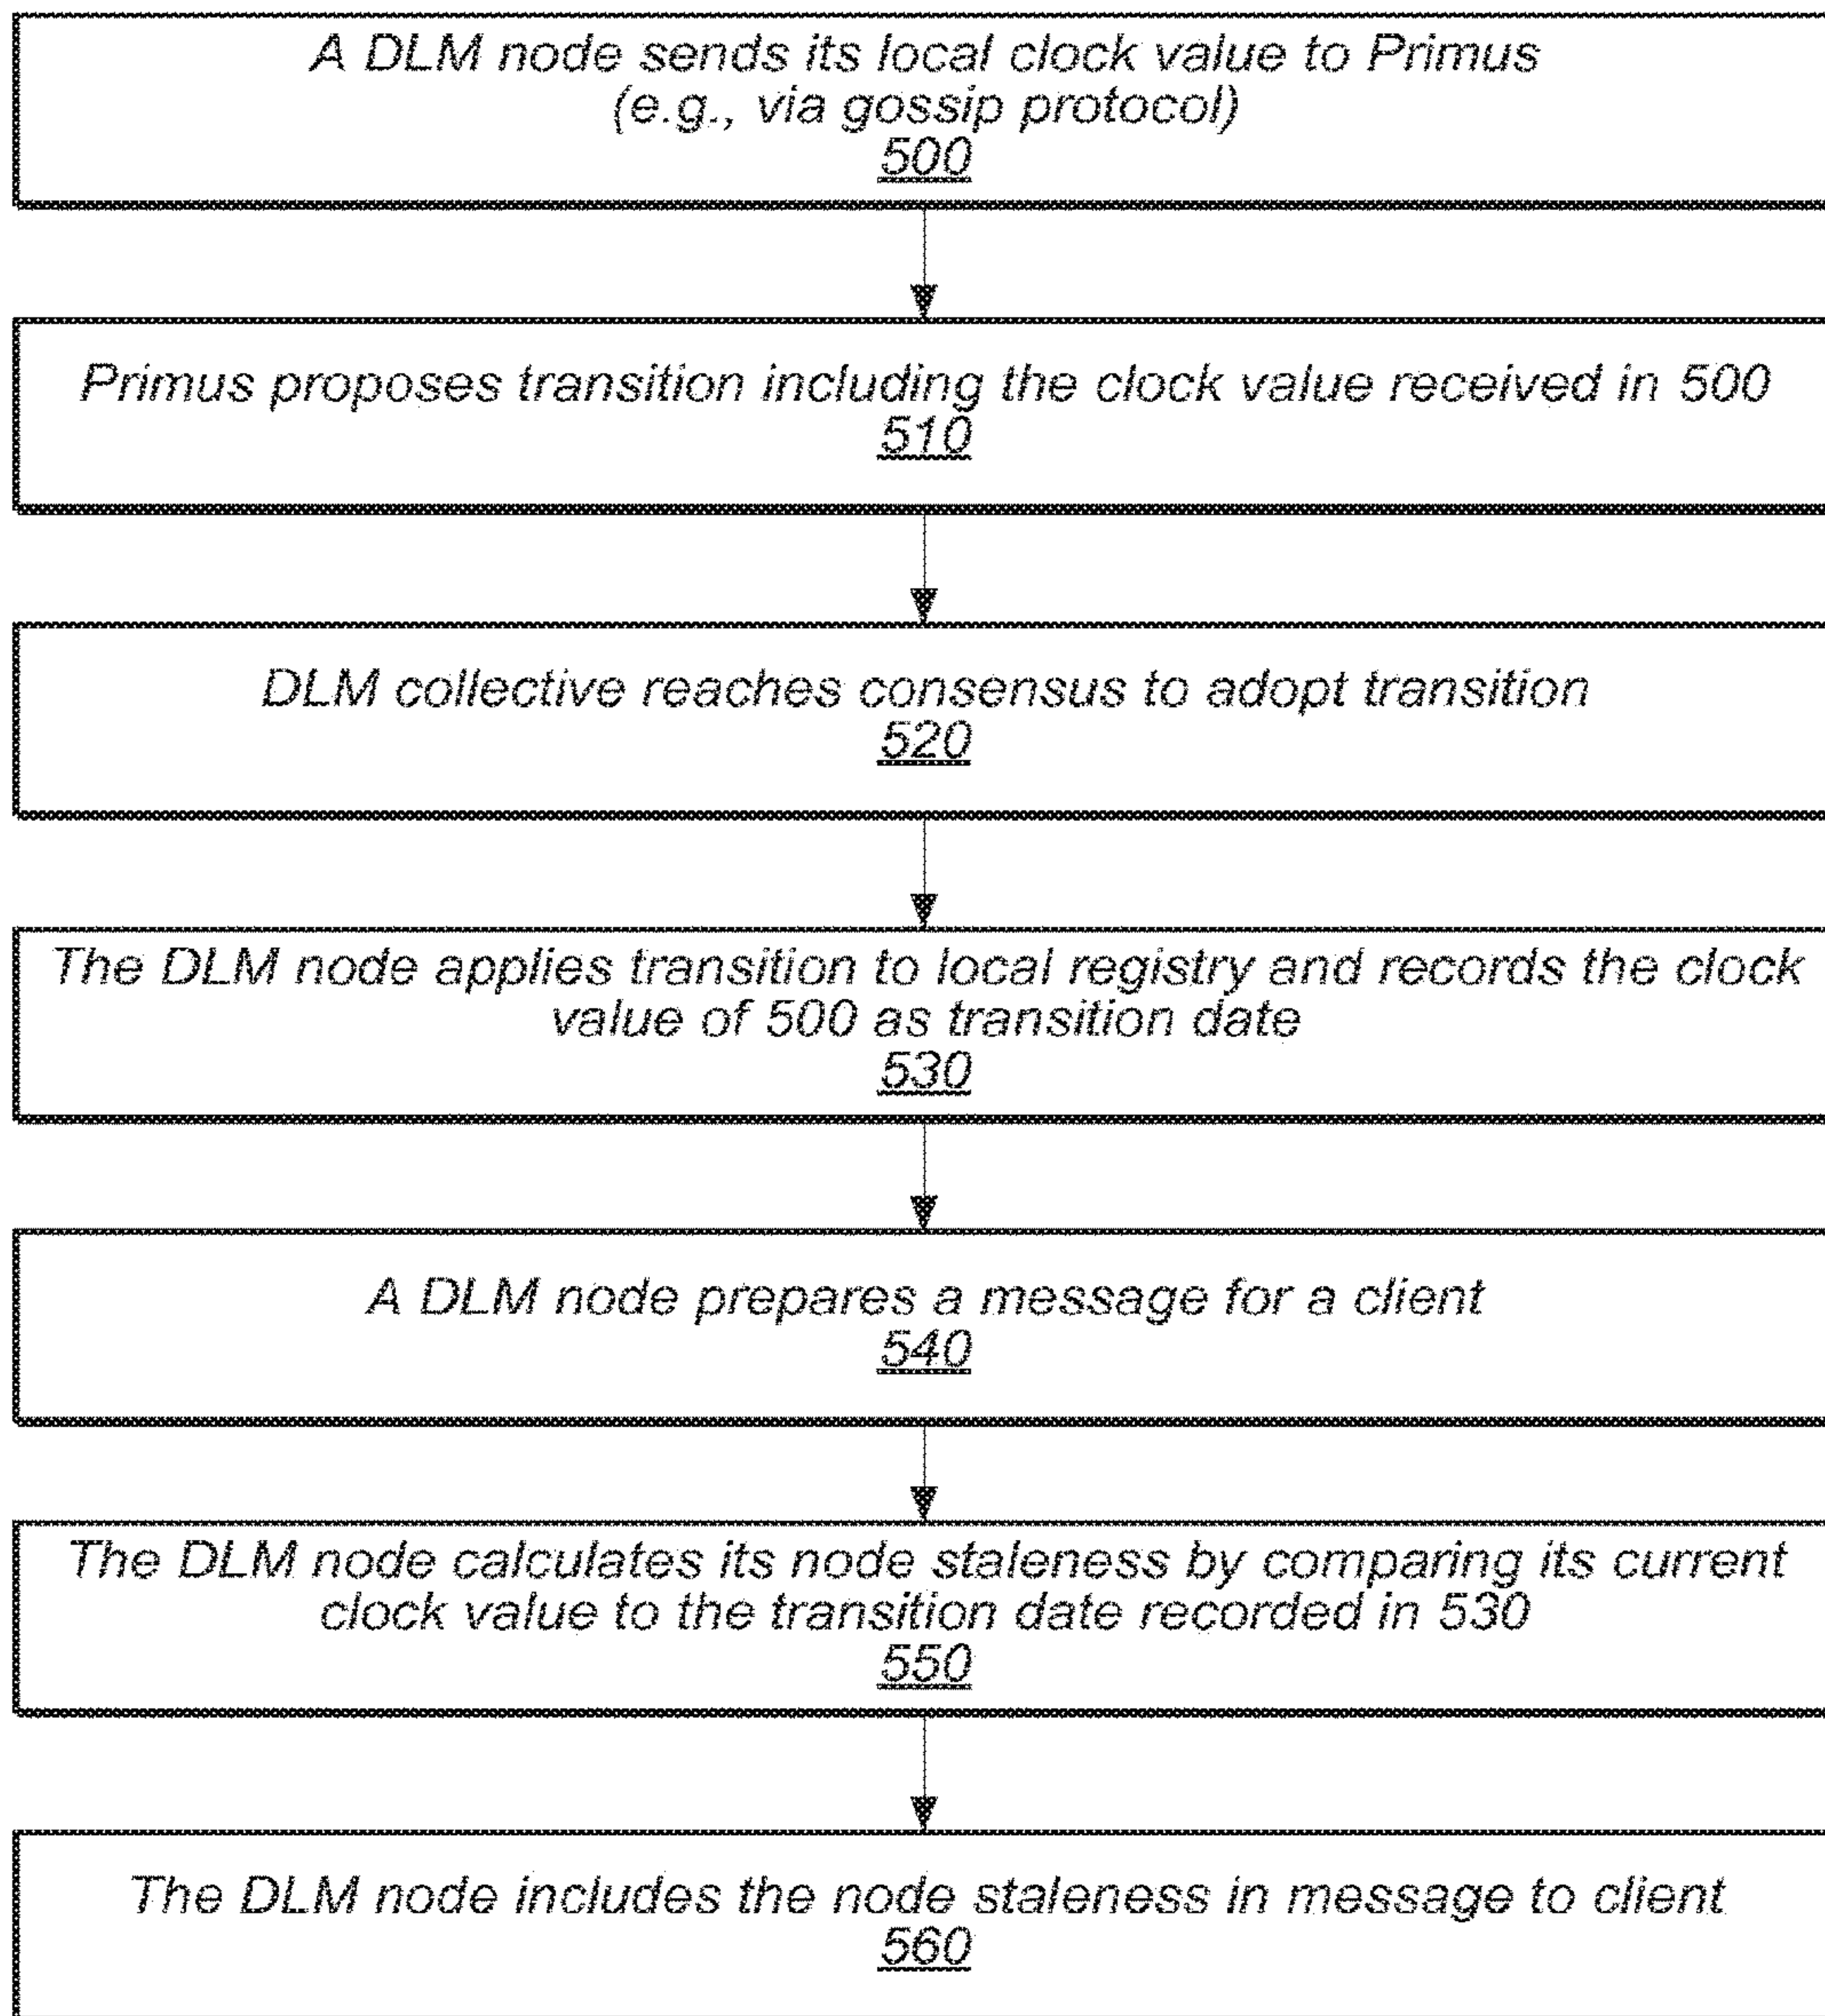 A DLM node sends its local clock value to Primus
(e.g., via gossip protocol)
500
Primus proposes transition including the clock value received in 500
510
DLM collective reaches consensus to adopt transition
520
The DLM node applies transition to local registry and records the clock
value of 500 as transition date
530
A DLM node prepares a message for a client
540
The DLM node calculates its node staleness by comparing its current
clock value to the transition date recorded in 530
550
The DLM node includes the node staleness in message to client
560